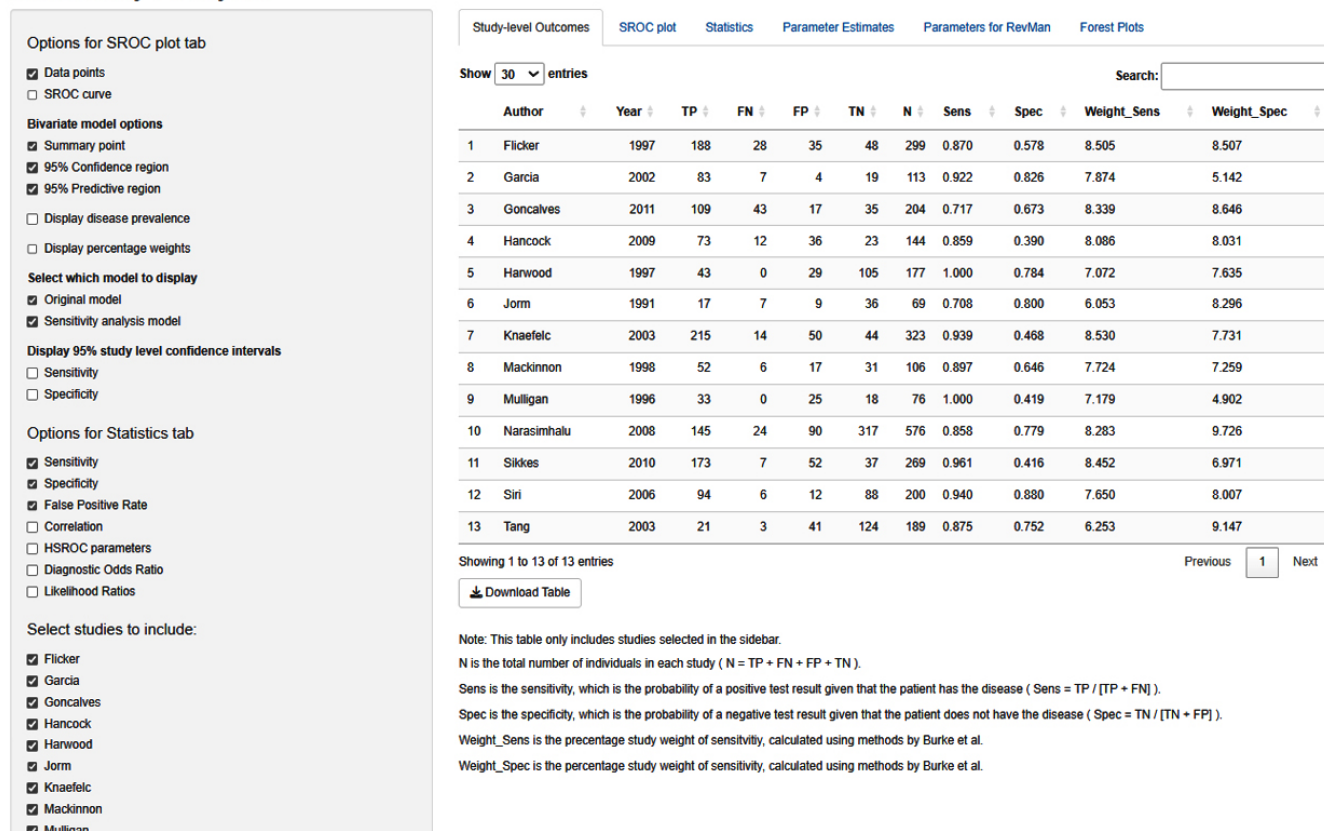 Options for SROC plot tab
Data points
SROC curve
Bivariate model options
Summary point
95% Confidence region
95% Predictive region
Display disease prevalence
Display percentage weights
Select which model to display
Original model
Sensitivity analysis model
Display 95% study level confidence intervals
Sensitivity
Specificity
Options for Statistics tab
Sensitivity
Specificity
False Positive Rate
Correlation
HSROC parameters
Diagnostic Odds Ratio
Likelihood Ratios
Select studies to include:
Flicker
Garcia
Goncalves
Hancock
Harwood
Jorm
Knaefelc
Mackinnon
Mulligan
Study-level Outcomes SROC plot Statistics Parameter Estimates Parameters for RevMan Forest Plots
Show 30 entries Search:
Author Year TP FN FP TN N Sens Spec Weight_Sens Weight_Spec
1 Flicker 1997 188 28 35 48 299 0.870 0.578 8.505 8.507
2 Garcia 2002 83 7 4 19 113 0.922 0.826 7.874 5.142
3 Goncalves 2011 109 43 17 35 204 0.717 0.673 8.339 8.646
4 Hancock 2009 73 12 36 23 144 0.859 0.390 8.086 8.031
5 Harwood 1997 43 0 29 105 177 1.000 0.784 7.072 7.635
6 Jorm 1991 17 7 9 36 69 0.708 0.800 6.053 8.296
7 Knaefelc 2003 215 14 50 44 323 0.939 0.468 8.530 7.731
8 Mackinnon 1998 52 6 17 31 106 0.897 0.646 7.724 7.259
9 Mulligan 1996 33 0 25 18 76 1.000 0.419 7.179 4.902
10 Narasimhalu 2008 145 24 90 317 576 0.858 0.779 8.283 9.726
11 Sikkes 2010 173 7 52 37 269 0.961 0.416 8.452 6.971
12 Siri 2006 94 6 12 88 200 0.940 0.880 7.650 8.007
13 Tang 2003 21 3 41 124 189 0.875 0.752 6.253 9.147
Showing 1 to 13 of 13 entries Previous 1 Next
Download Table
Note: This table only includes studies selected in the sidebar.
N is the total number of individuals in each study ( N = TP + FN + FP + TN ).
Sens is the sensitivity, which is the probability of a positive test result given that the patient has the disease ( Sens = TP / [TP + FN] ).
Spec is the specificity, which is the probability of a negative test result given that the patient does not have the disease ( Spec = TN / [TN + FP] ).
Weight_Sens is the precentage study weight of sensitvitiy, calculated using methods by Burke et al.
Weight_Spec is the percentage study weight of sensitivity, calculated using methods by Burke et al.